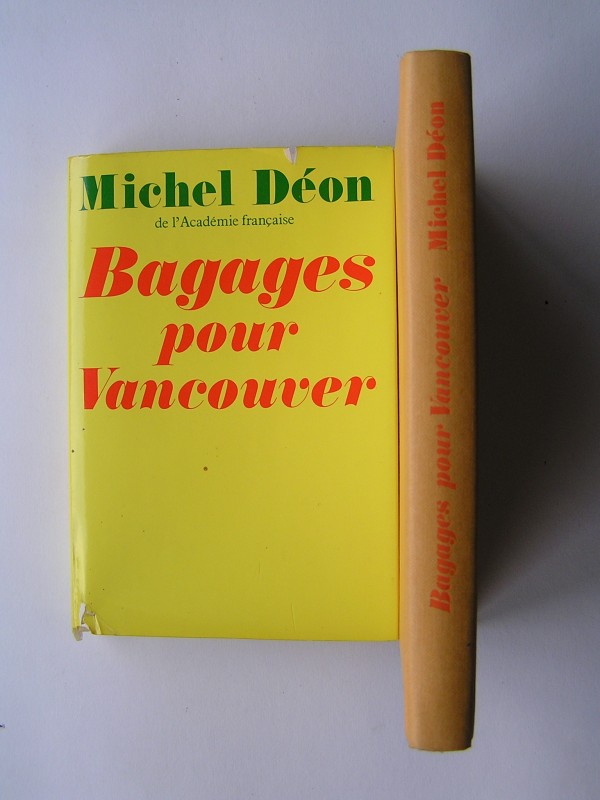 Michel Déon
de l'Académie française
Bagages
pour
Vancouver
Bagages pour Vancouver Michel Déon